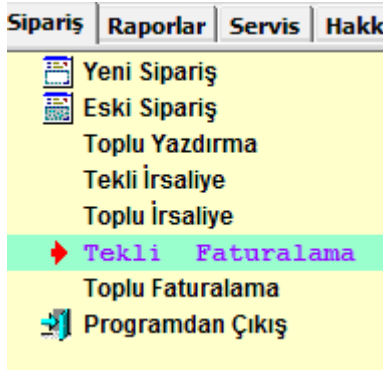 Sipariş Raporlar Servis Hakk
Yeni Sipariş
Eski Sipariş
Toplu Yazdırma
Tekli İrsaliye
Toplu İrsaliye
Tekli Faturalama
Toplu Faturalama
Programdan Çıkış